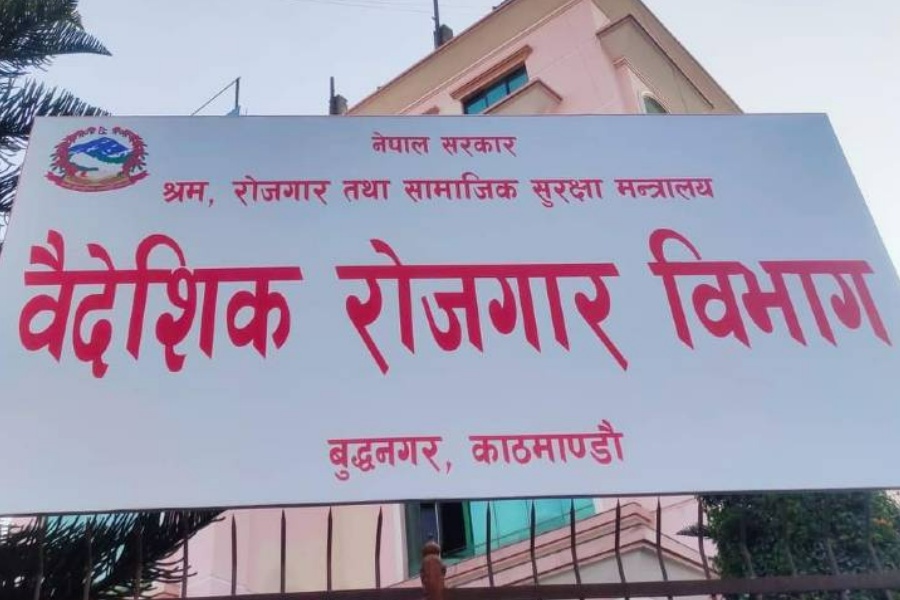 नेपाल सरकार
श्रम, रोजगार तथा सामाजिक सुरक्षा मन्त्रालय
वैदेशिक रोजगार विभाग
बुद्धनगर, काठमाण्डौ